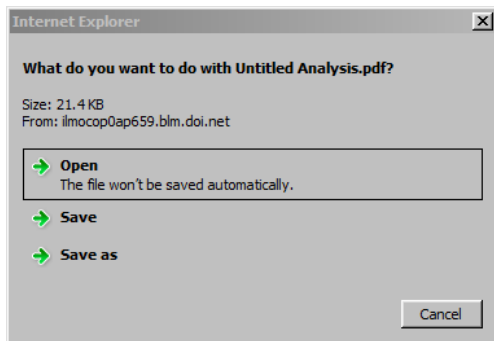 Internet Explorer
What do you want to do with Untitled Analysis.pdf?
Size: 21.4 KB
From: ilmocop0ap659.blm.doi.net
Open
The file won't be saved automatically.
Save
Save as
Cancel